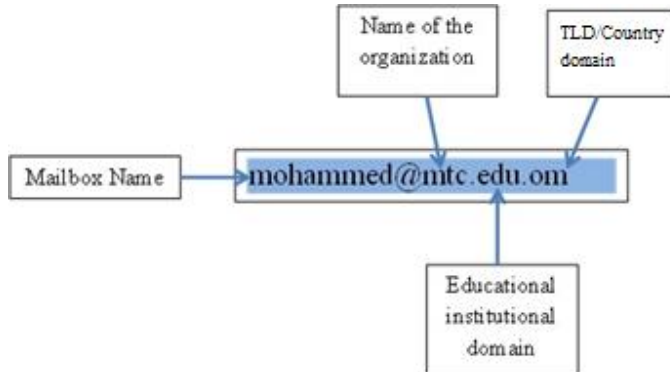 Name of the
organization
TLD/Country
domain
Mailbox Name
mohammed@mtc.edu.om
Educational
institutional
domain